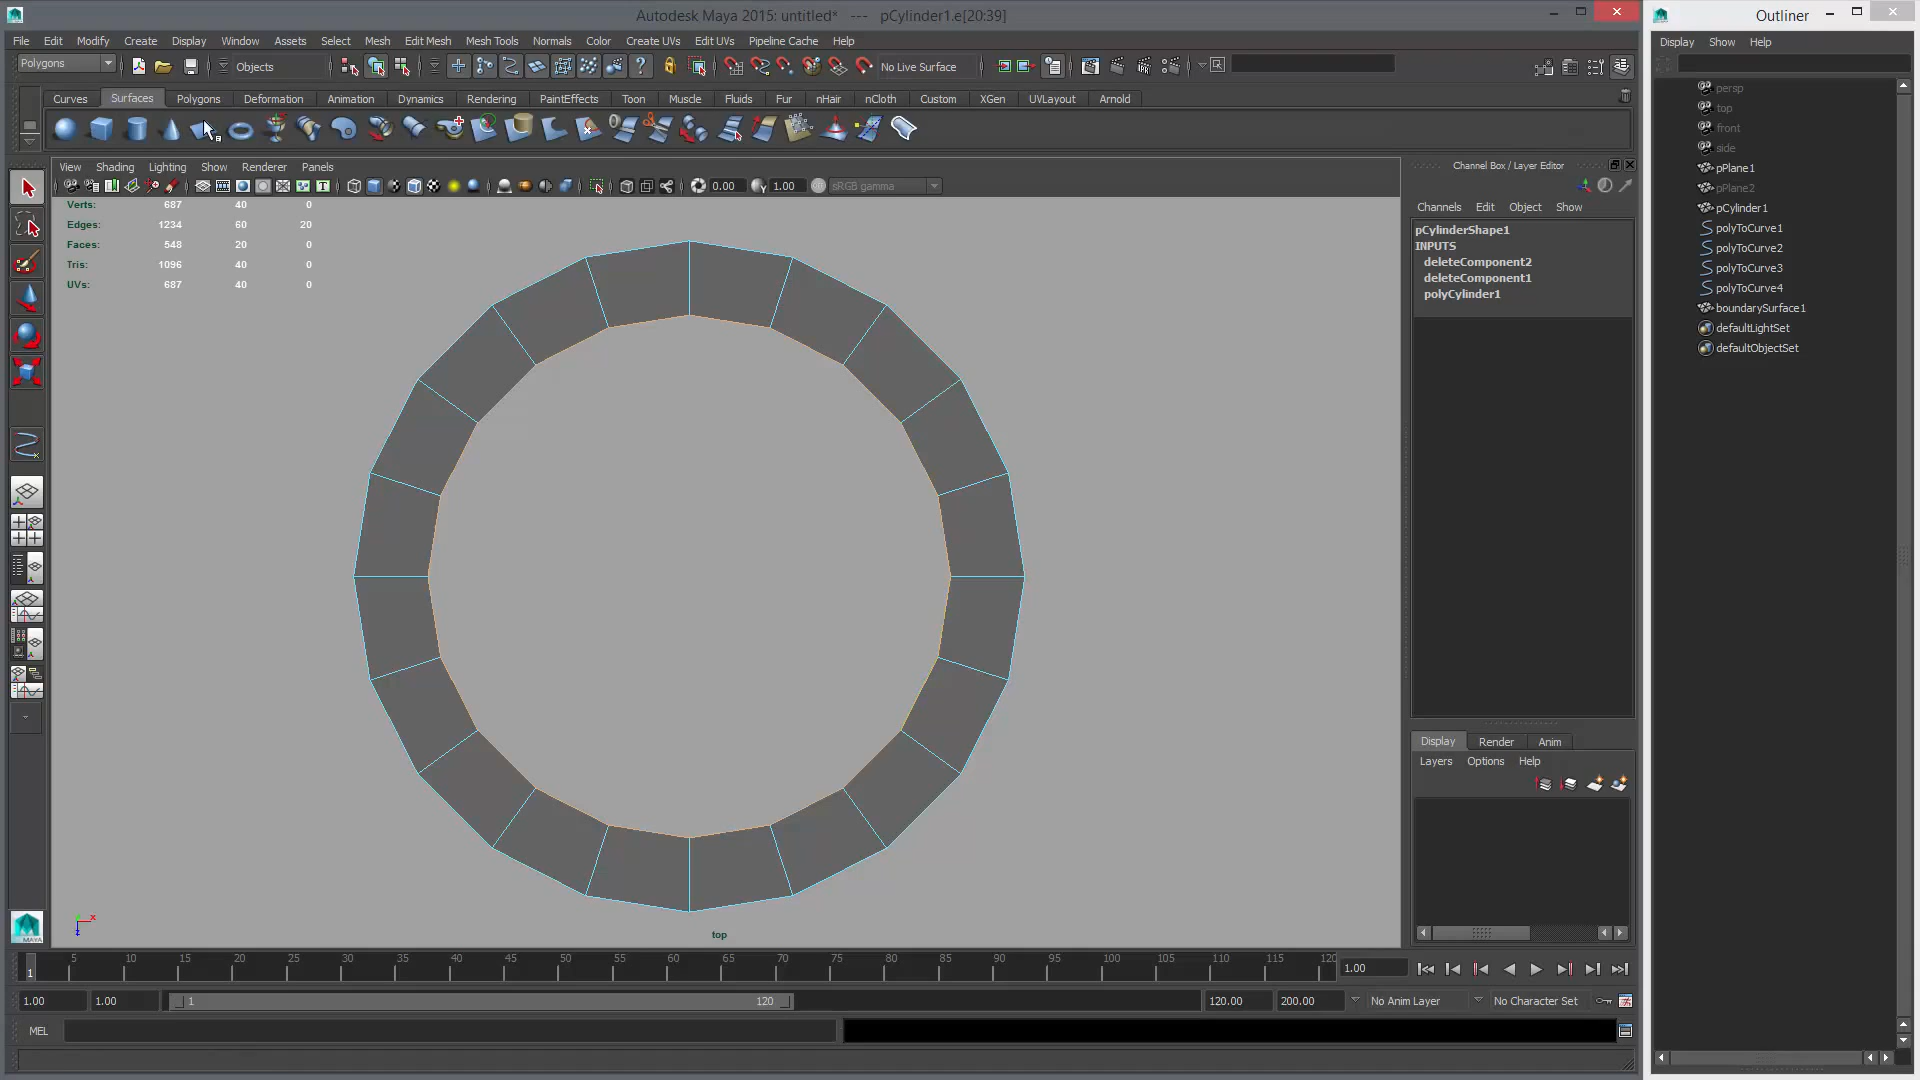 Autodesk Maya 2015: untitled*   ---   pCylinder1.e[20:39]
File Edit Modify Create Display Window Assets Select Mesh Edit Mesh Mesh Tools Normals Color Create UVs Edit UVs Pipeline Cache Help
Polygons Objects No Live Surface
Curves Surfaces Polygons Deformation Animation Dynamics Rendering PaintEffects Toon Muscle Fluids Fur nHair nCloth Custom XGen UVLayout Arnold
View Shading Lighting Show Renderer Panels
0.00 1.00 sRGB gamma
Verts: 687 40 0
Edges: 1234 60 20
Faces: 548 20 0
Tris: 1096 40 0
UVs: 687 40 0
x
z
top
Channel Box / Layer Editor
Channels Edit Object Show
pCylinderShape1
INPUTS
deleteComponent2
deleteComponent1
polyCylinder1
Display Render Anim
Layers Options Help
1 5 10 15 20 25 30 35 40 45 50 55 60 65 70 75 80 85 90 95 100 105 110 115 120
1.00
1.00 1.00 1 120 120.00 200.00 No Anim Layer No Character Set
MEL
MAYA
Outliner
Display Show Help
persp
top
front
side
pPlane1
pPlane2
pCylinder1
polyToCurve1
polyToCurve2
polyToCurve3
polyToCurve4
boundarySurface1
defaultLightSet
defaultObjectSet